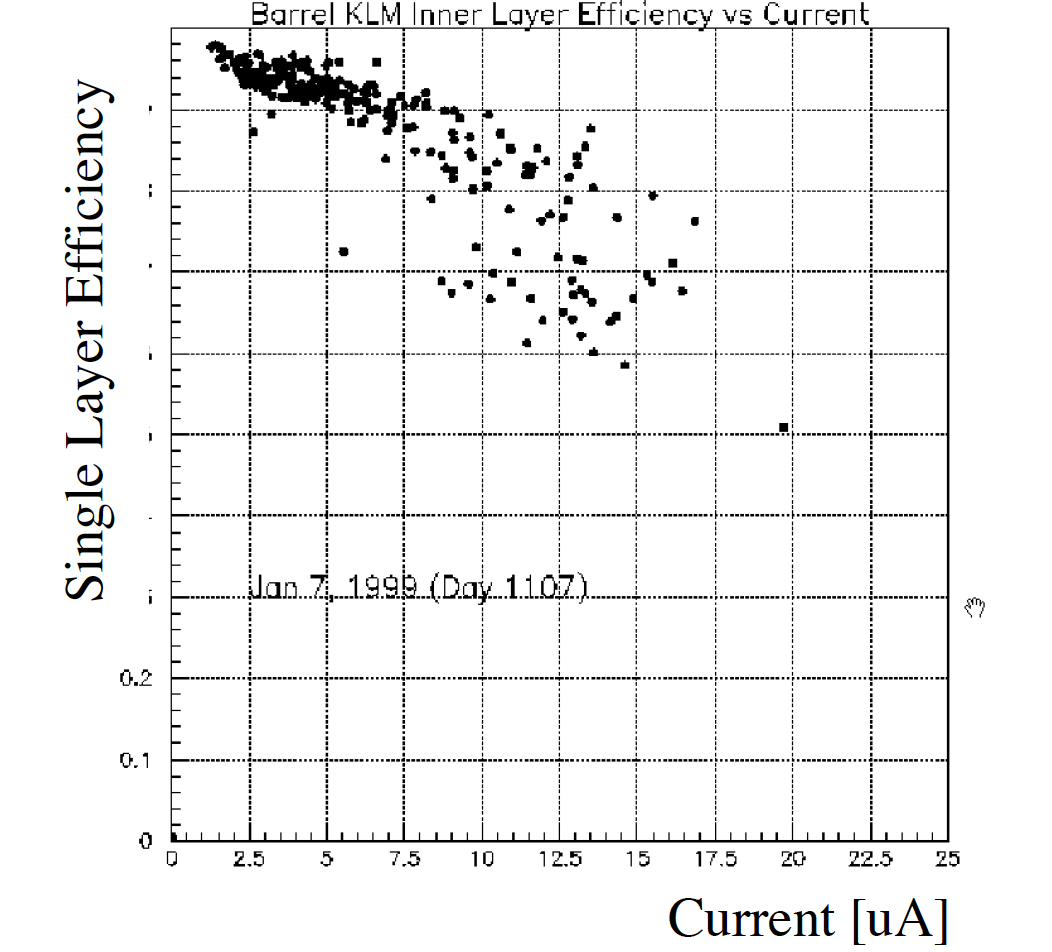 Barrel KLM Inner Layer Efficiency vs Current
Single Layer Efficiency
Jan 7, 1999 (Day 1107)
0.2
0.1
0
0 2.5 5 7.5 10 12.5 15 17.5 20 22.5 25
Current [uA]